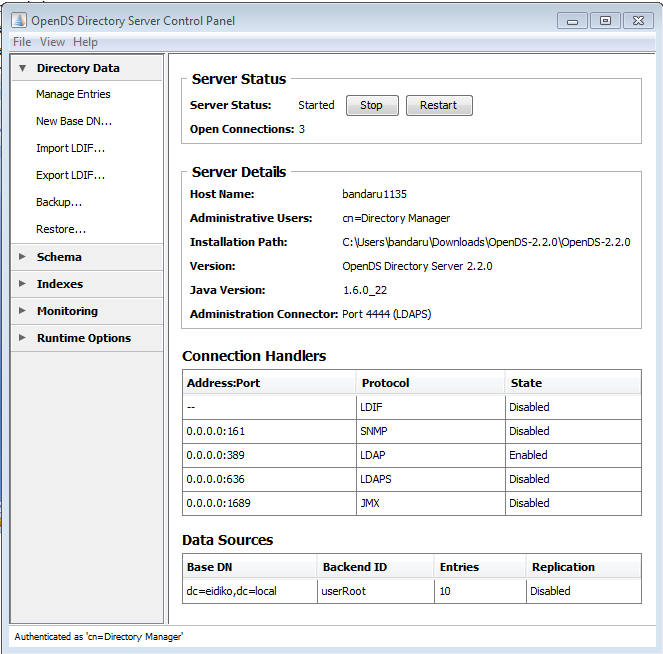 OpenDS Directory Server Control Panel
File View Help
Directory Data
Manage Entries
New Base DN...
Import LDIF...
Export LDIF...
Backup...
Restore...
Schema
Indexes
Monitoring
Runtime Options
Server Status
Server Status: Started Stop Restart
Open Connections: 3
Server Details
Host Name: bandaru1135
Administrative Users: cn=Directory Manager
Installation Path: C:\Users\bandaru\Downloads\OpenDS-2.2.0\OpenDS-2.2.0
Version: OpenDS Directory Server 2.2.0
Java Version: 1.6.0_22
Administration Connector: Port 4444 (LDAPS)
Connection Handlers
Address:Port Protocol State
-- LDIF Disabled
0.0.0.0:161 SNMP Disabled
0.0.0.0:389 LDAP Enabled
0.0.0.0:636 LDAPS Disabled
0.0.0.0:1689 JMX Disabled
Data Sources
Base DN Backend ID Entries Replication
dc=eidiko,dc=local userRoot 10 Disabled
Authenticated as 'cn=Directory Manager'